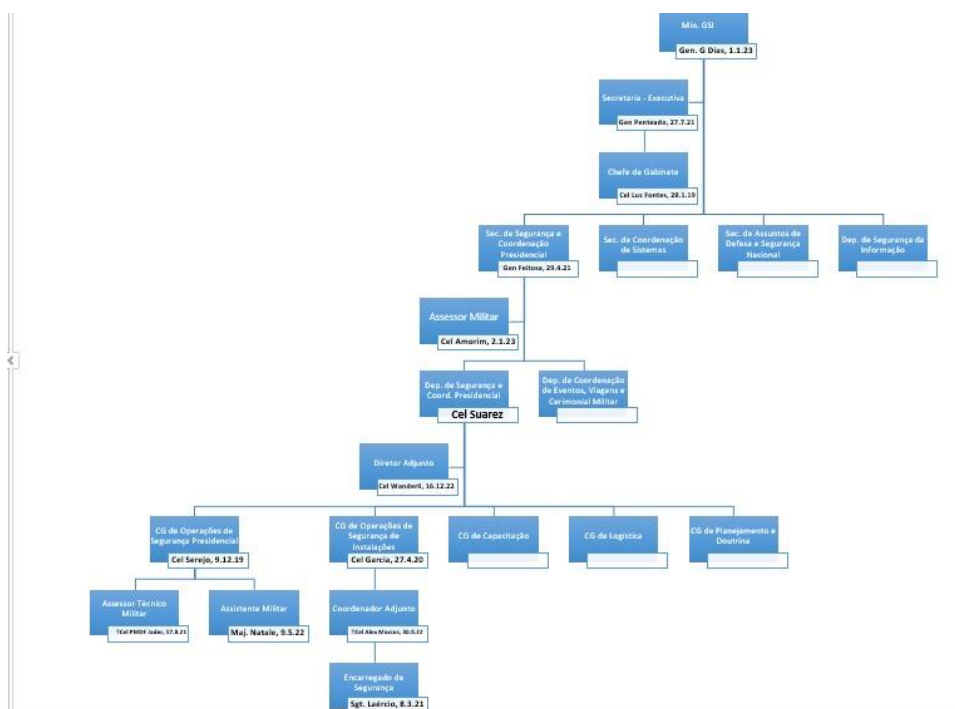 Min. GSI
Gen. G Dias, 1.1.23
Secretaria - Executiva
Gen Penteado, 27.7.21
Chefe de Gabinete
Cel Lus Fontes, 28.1.19
Sec. de Segurança e
Coordenação
Presidencial
Gen Feitosa, 29.4.21
Sec. de Coordenação
de Sistemas
Sec. de Assuntos de
Defesa e Segurança
Nacional
Dep. de Segurança da
Informação
Assessor Militar
Cel Amorim, 2.1.23
Dep. de Segurança e
Coord. Presidencial
Cel Suarez
Dep. de Coordenação
de Eventos, Viagens e
Cerimonial Militar
Diretor Adjunto
Cel Wanderli, 16.12.22
CG de Operações de
Segurança Presidencial
Cel Serejo, 9.12.19
CG de Operações de
Segurança de
Instalações
Cel Garcia, 27.4.20
CG de Capacitação
CG de Logística
CG de Planejamento e
Doutrina
Assessor Técnico
Militar
TCel PMDF
Assistente Militar
Maj. Natale, 9.5.22
Coordenador Adjunto
TCel Alex Marcos,
Encarregado de
Segurança
Sgt. Laércio, 8.3.21